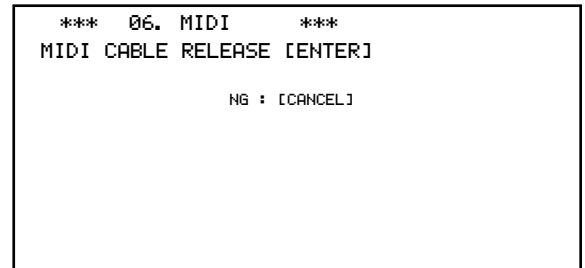 *** 06. MIDI ***
MIDI CABLE RELEASE [ENTER]
NG : [CANCEL]